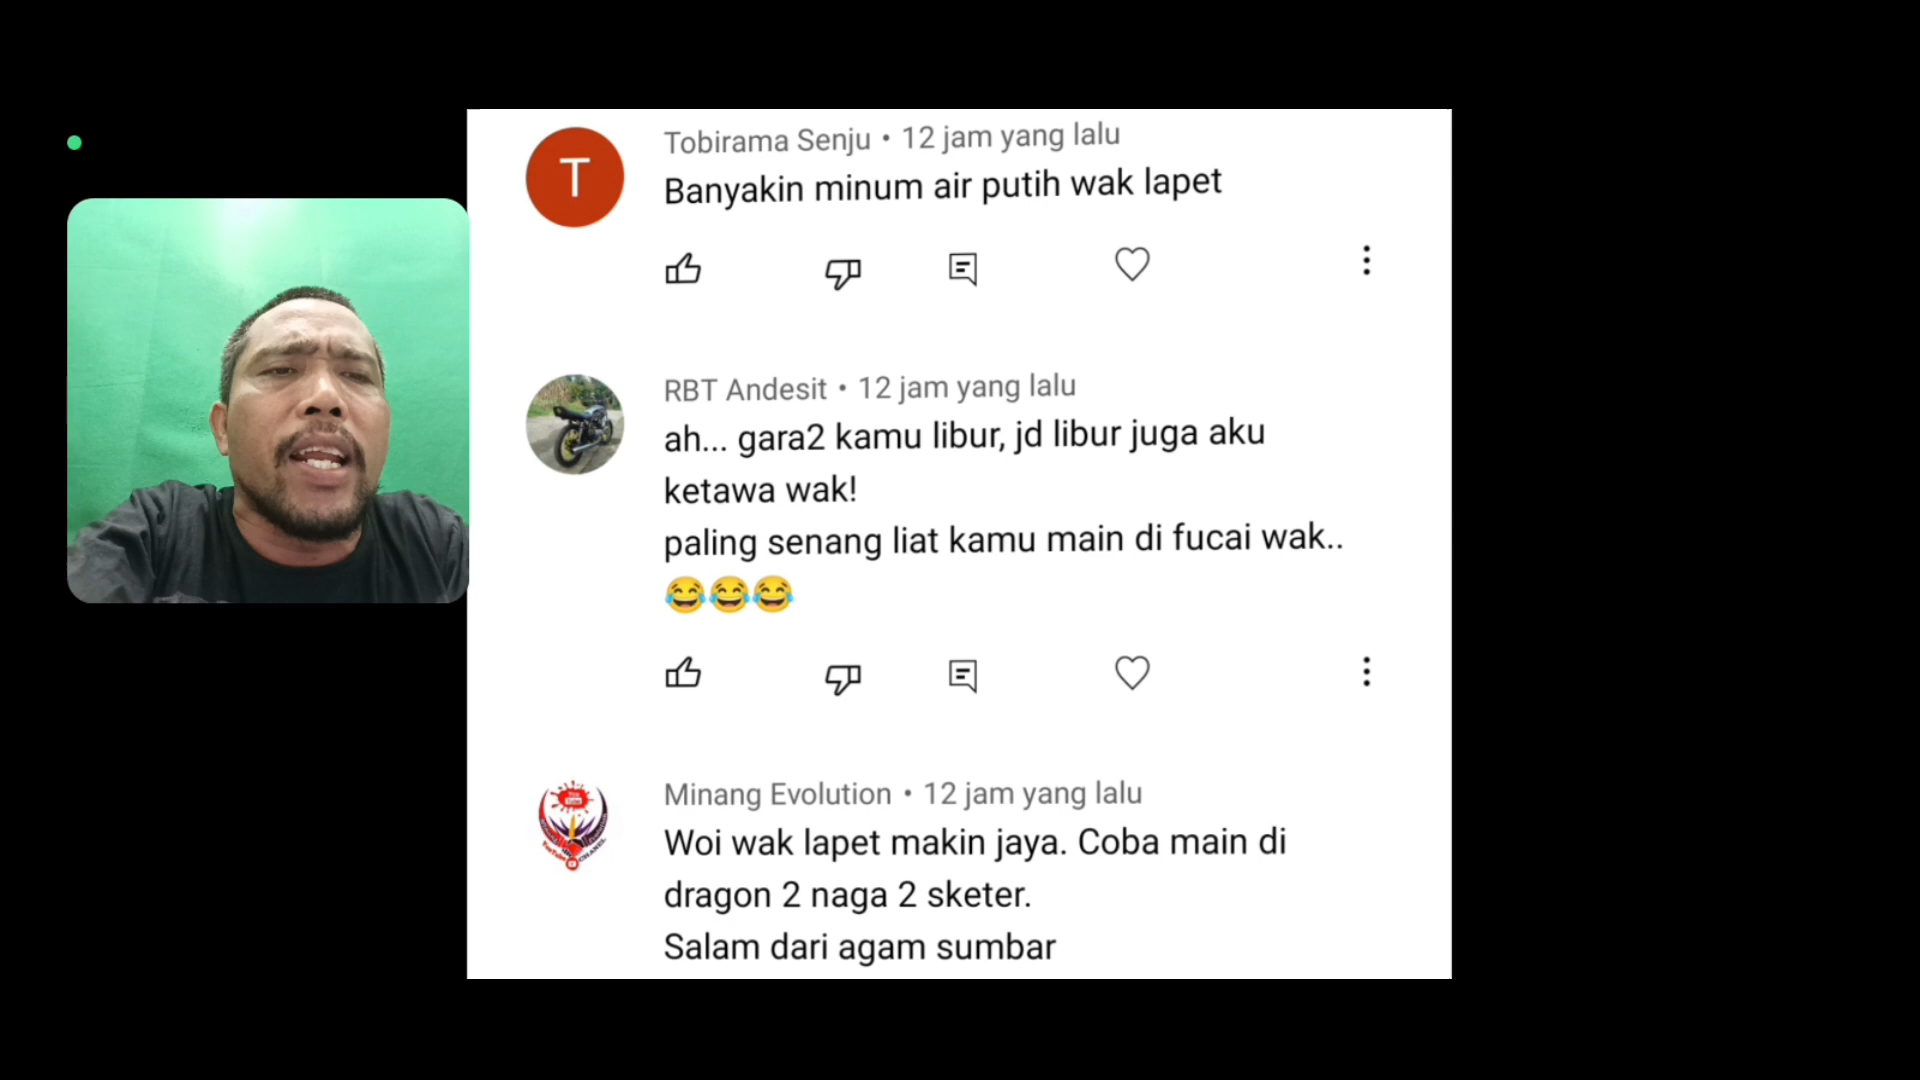 T
Tobirama Senju • 12 jam yang lalu
Banyakin minum air putih wak lapet
RBT Andesit • 12 jam yang lalu
ah... gara2 kamu libur, jd libur juga aku
ketawa wak!
paling senang liat kamu main di fucai wak..
😂😂😂
Minang Evolution • 12 jam yang lalu
Woi wak lapet makin jaya. Coba main di
dragon 2 naga 2 sketer.
Salam dari agam sumbar